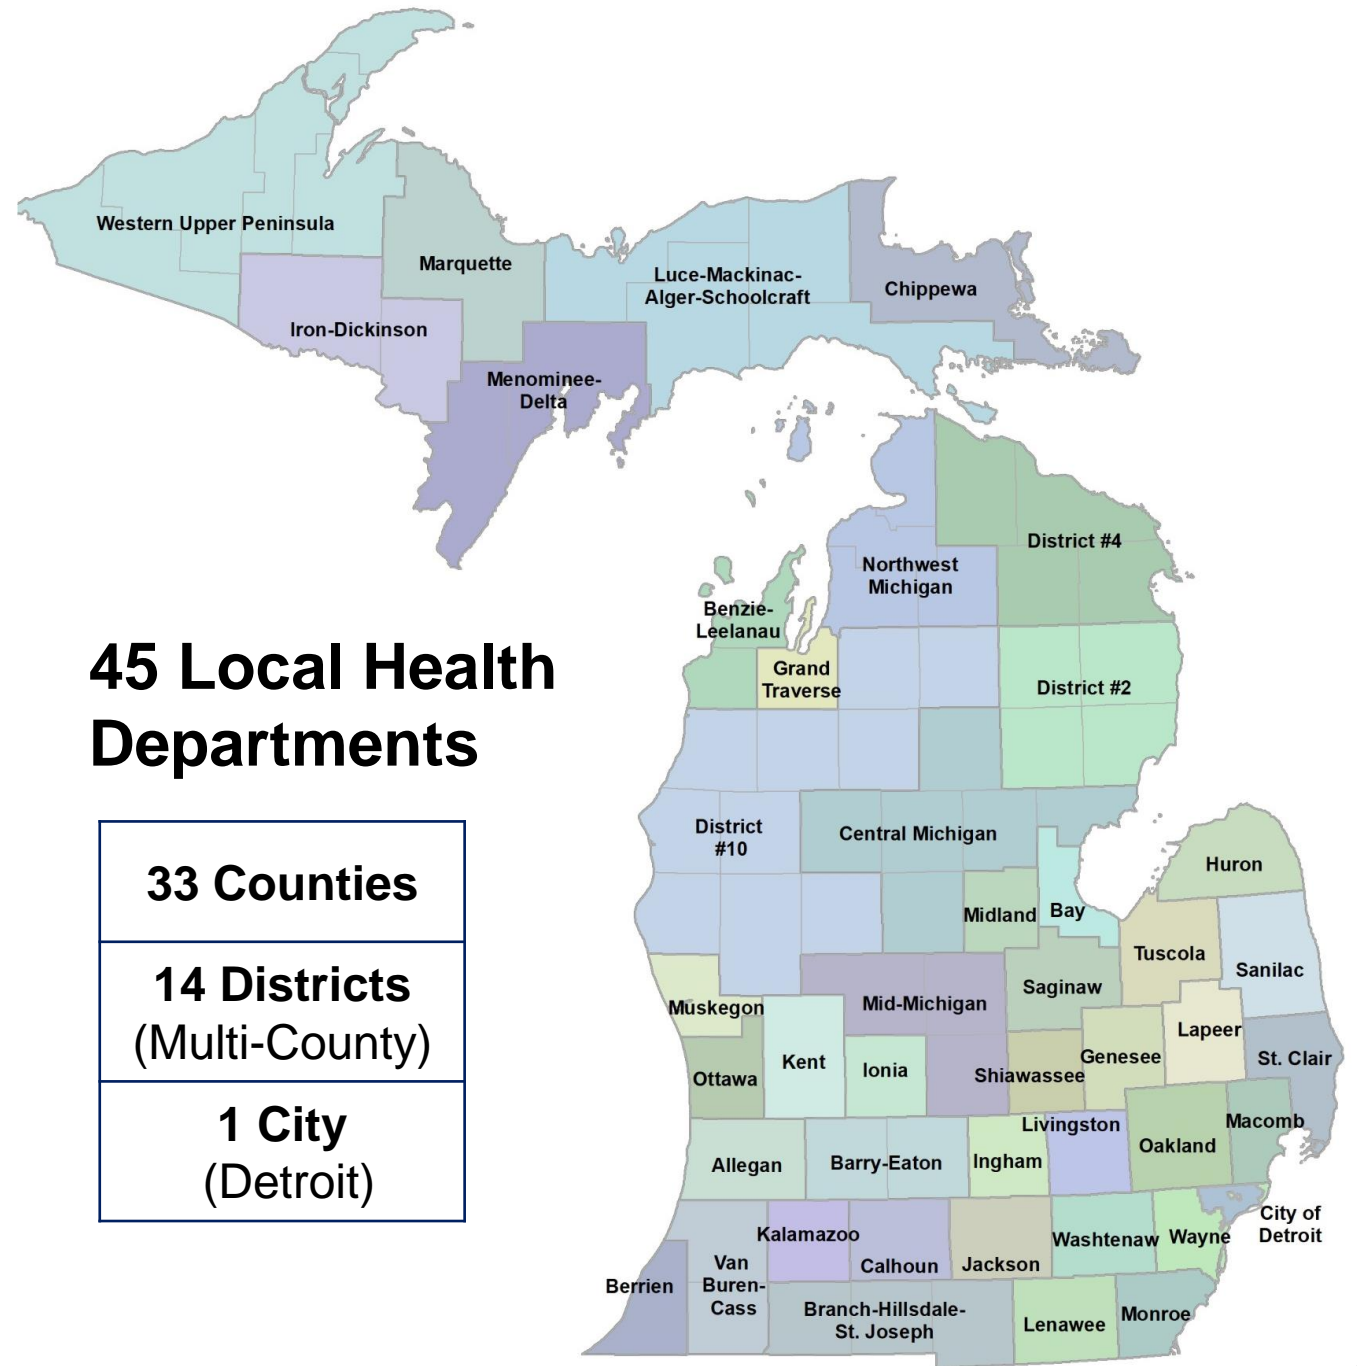 Western Upper Peninsula
Marquette
Luce-Mackinac-
Alger-Schoolcraft
Chippewa
Iron-Dickinson
Menominee-
Delta
District #4
Northwest
Michigan
Benzie-
Leelanau
Grand
Traverse
District #2
45 Local Health
Departments
33 Counties
14 Districts
(Multi-County)
1 City
(Detroit)
District
#10
Central Michigan
Huron
Midland
Bay
Tuscola
Sanilac
Saginaw
Mid-Michigan
Muskegon
Lapeer
Kent
Ionia
Genesee
St. Clair
Ottawa
Shiawassee
Livingston
Macomb
Oakland
Allegan
Barry-Eaton
Ingham
City of
Detroit
Kalamazoo
Washtenaw
Wayne
Calhoun
Jackson
Van
Buren-
Cass
Berrien
Branch-Hillsdale-
St. Joseph
Lenawee
Monroe